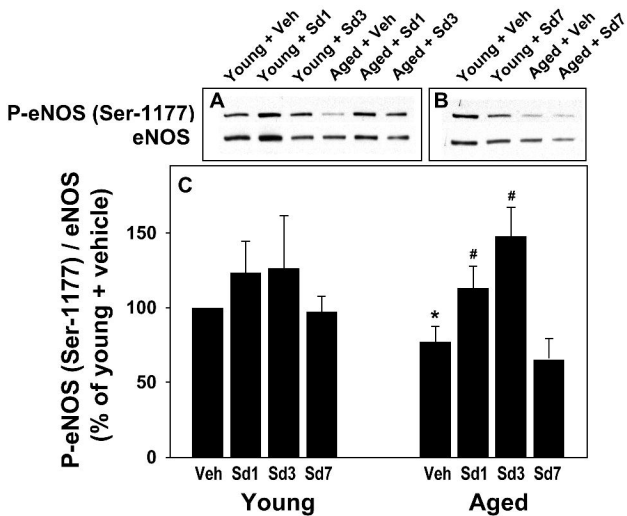 Young + Veh
Young + Sd1
Young + Sd3
Aged + Veh
Aged + Sd1
Aged + Sd3
Young + Veh
Young + Sd7
Aged + Veh
Aged + Sd7
A
B
P-eNOS (Ser-1177)
eNOS
C
P-eNOS (Ser-1177) / eNOS
(% of young + vehicle)
150
100
50
0
#
#
*
Veh Sd1 Sd3 Sd7 Veh Sd1 Sd3 Sd7
Young Aged